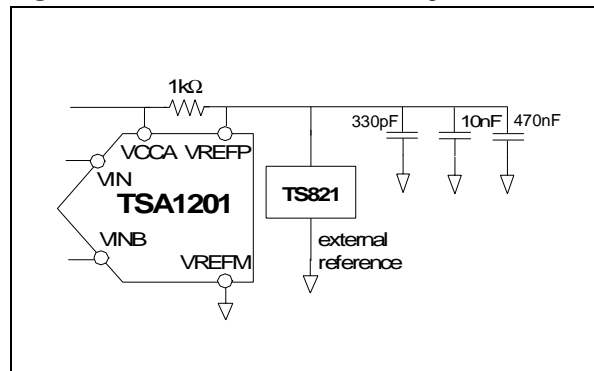 1kΩ
330pF
10nF
470nF
VCCA VREFP
VIN
TSA1201
TS821
VINB
external
reference
VREFM